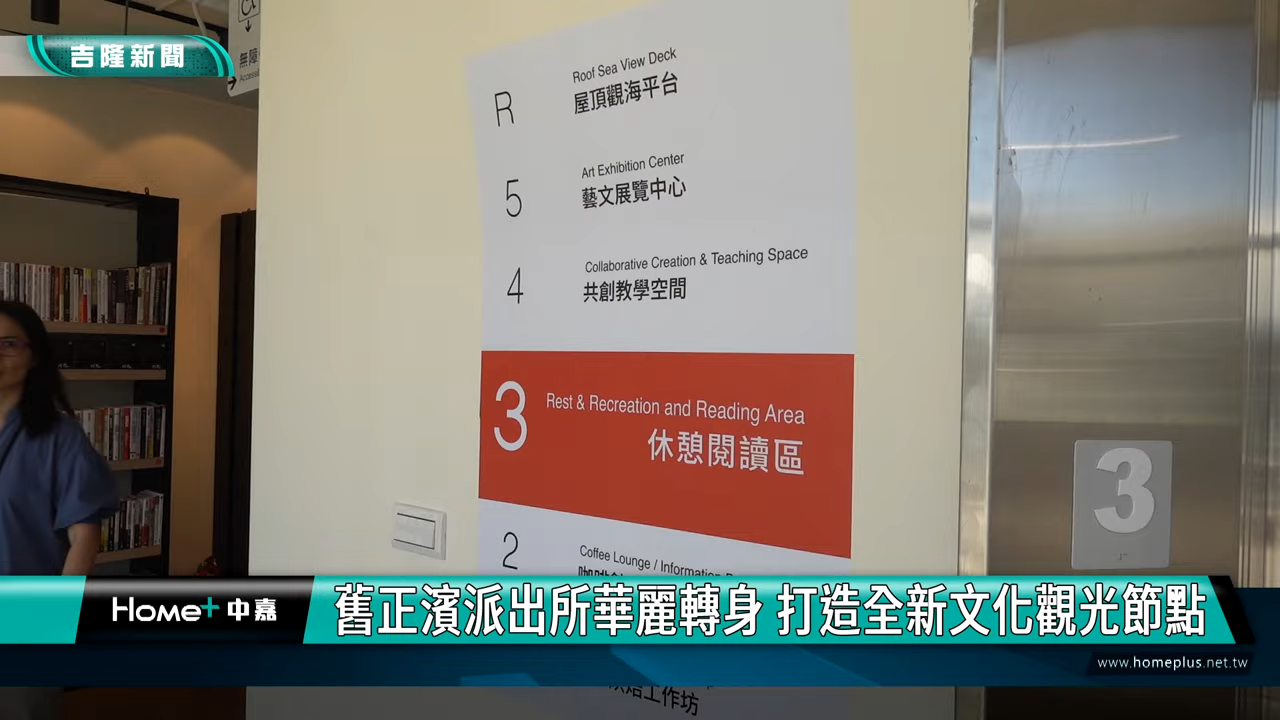 吉隆新聞
無障
R
Roof Sea View Deck
屋頂觀海平台
5
Art Exhibition Center
藝文展覽中心
4
Collaborative Creation & Teaching Space
共創教學空間
3
Rest & Recreation and Reading Area
休憩閱讀區
3
2
Coffee Lounge / Information
Home+ 中嘉
舊正濱派出所華麗轉身 打造全新文化觀光節點
www.homeplus.net.tw
工作坊